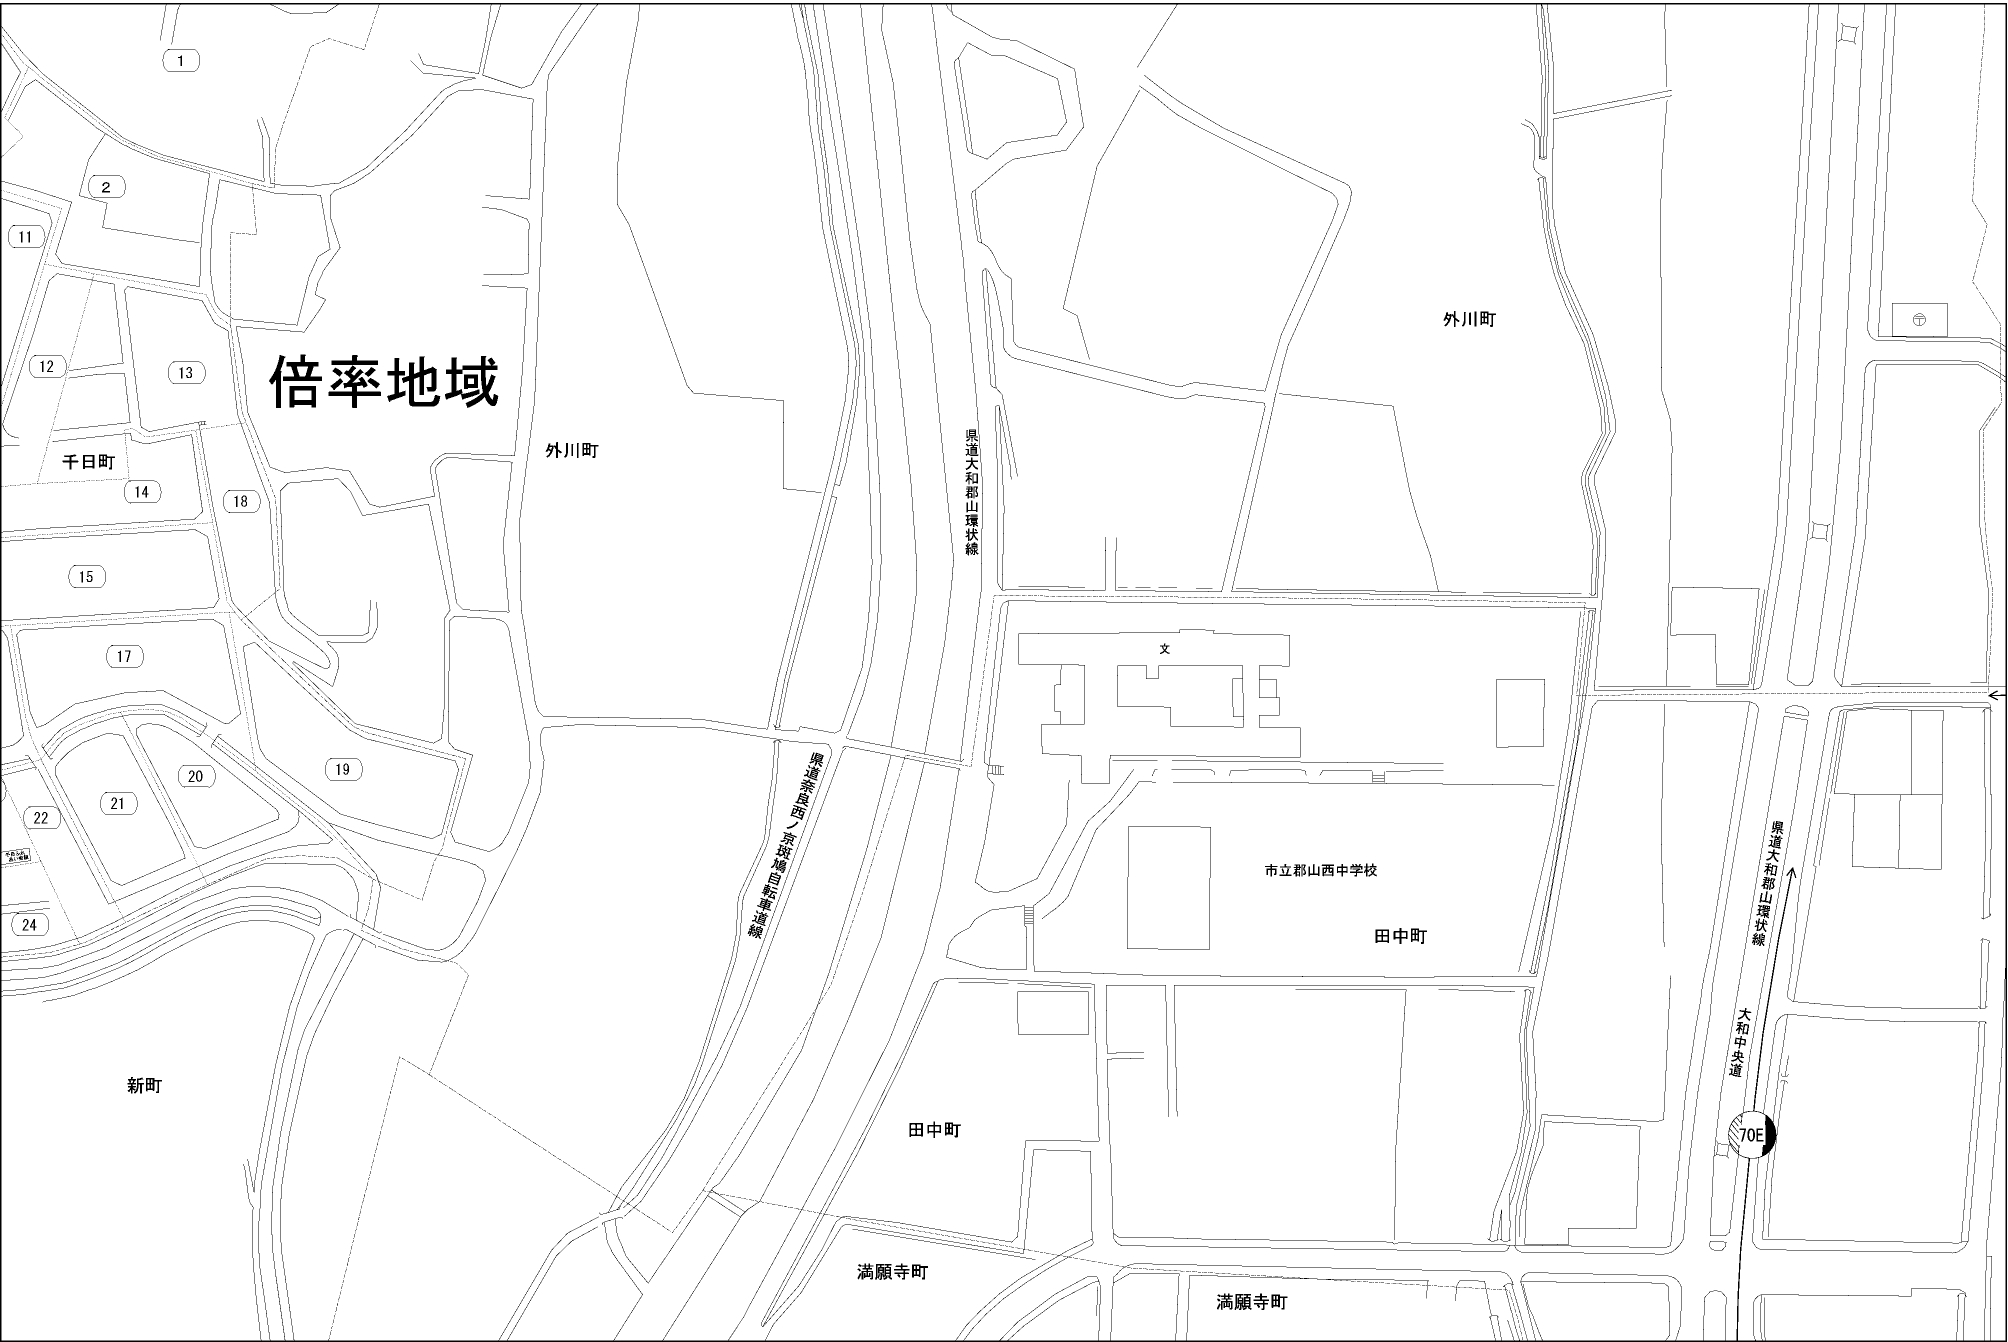 1
2
11
外川町
〒
12
13
倍率地域
県道大和郡山環状線
外川町
千日町
14
18
15
17
文
19
20
21
22
県道奈良西ノ京斑鳩自転車道線
県道大和郡山環状線
市立郡山西中学校
24
田中町
大和中央道
新町
田中町
70E
満願寺町
満願寺町